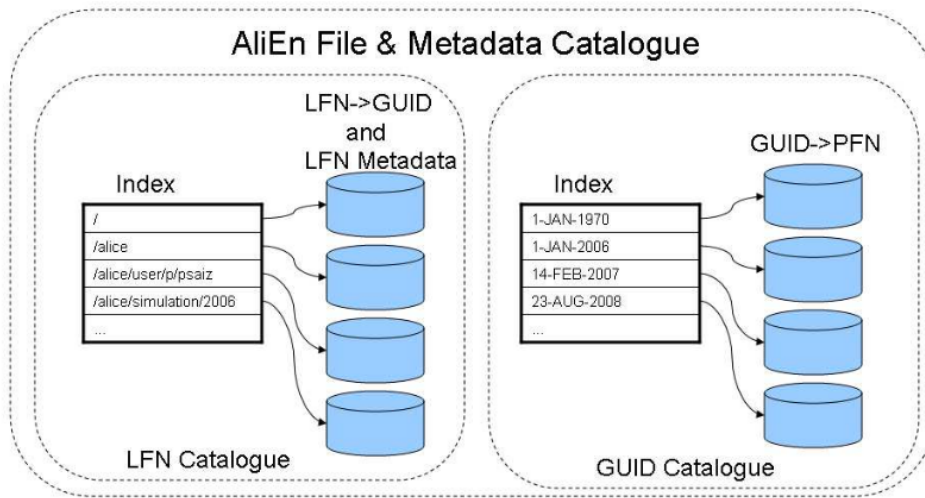 AliEn File & Metadata Catalogue
LFN->GUID
and
LFN Metadata
Index
/
/alice
/alice/user/p/psaiz
/alice/simulation/2006
...
LFN Catalogue
GUID->PFN
Index
1-JAN-1970
1-JAN-2006
14-FEB-2007
23-AUG-2008
...
GUID Catalogue